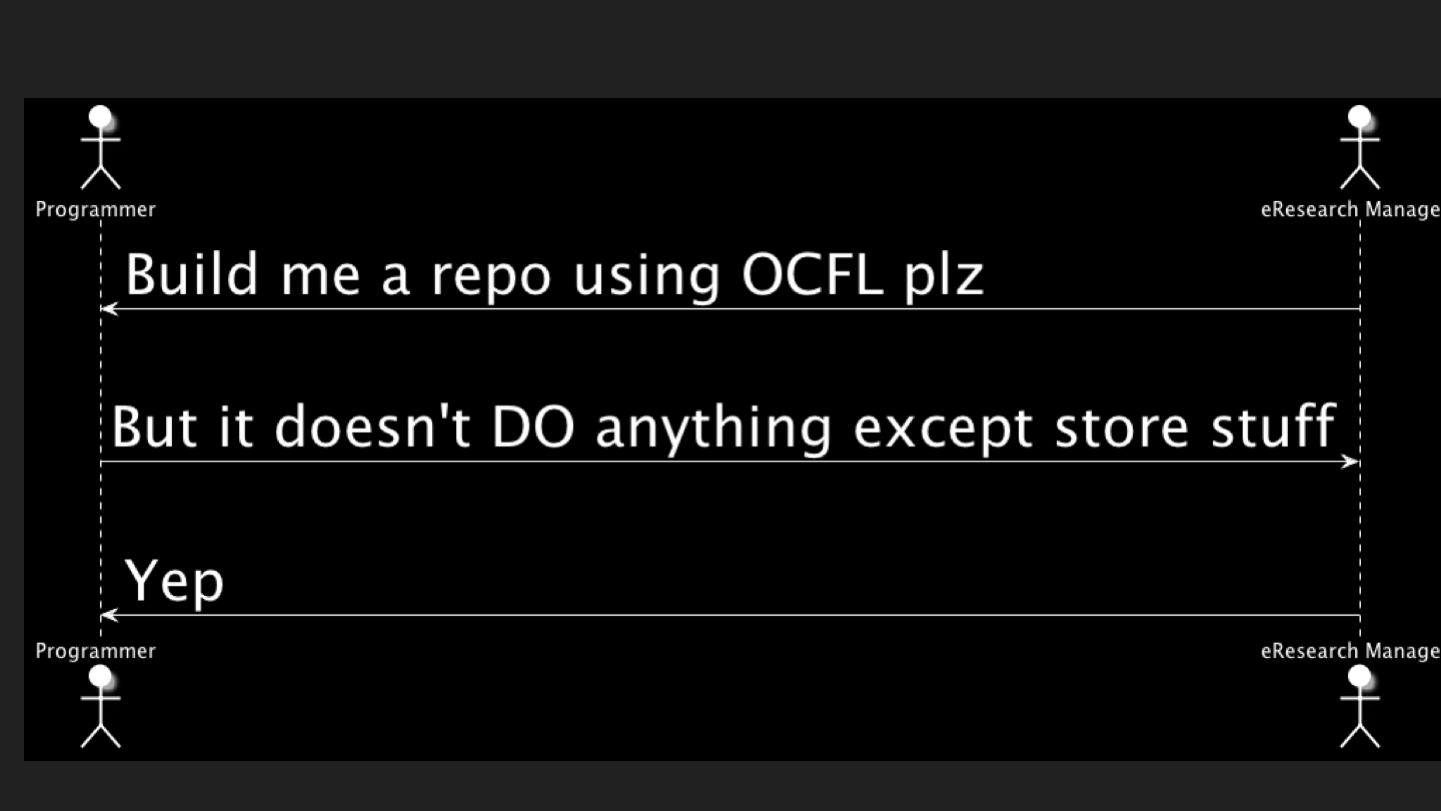 Programmer
eResearch Manage
Build me a repo using OCFL plz
But it doesn't DO anything except store stuff
Yep
Programmer
eResearch Manage